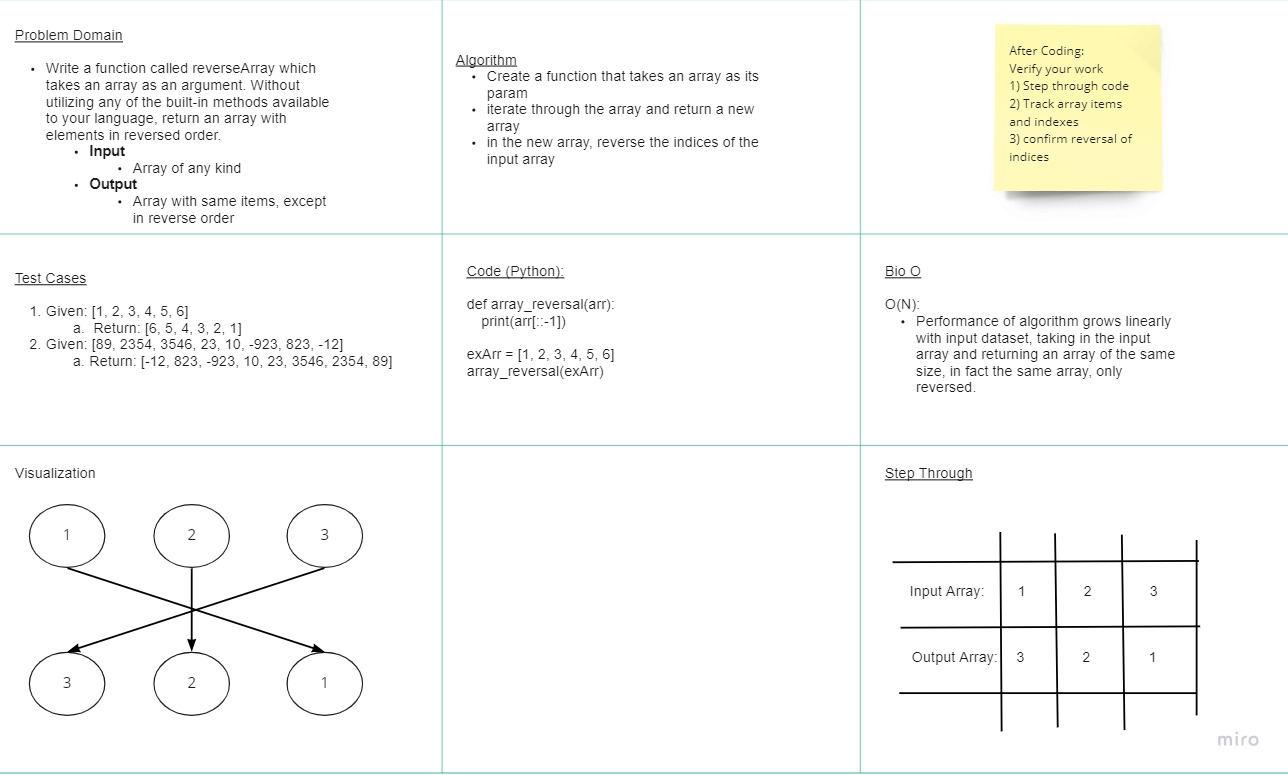 Problem Domain
• Write a function called reverseArray which
takes an array as an argument. Without
utilizing any of the built-in methods available
to your language, return an array with
elements in reversed order.
• Input
• Array of any kind
• Output
• Array with same items, except
in reverse order
Algorithm
• Create a function that takes an array as its
param
• iterate through the array and return a new
array
• in the new array, reverse the indices of the
input array
After Coding:
Verify your work
1) Step through code
2) Track array items
and indexes
3) confirm reversal of
indices
Test Cases
1. Given: [1, 2, 3, 4, 5, 6]
a. Return: [6, 5, 4, 3, 2, 1]
2. Given: [89, 2354, 3546, 23, 10, -923, 823, -12]
a. Return: [-12, 823, -923, 10, 23, 3546, 2354, 89]
Code (Python):
def array_reversal(arr):
print(arr[::-1])
exArr = [1, 2, 3, 4, 5, 6]
array_reversal(exArr)
Bio O
O(N):
• Performance of algorithm grows linearly
with input dataset, taking in the input
array and returning an array of the same
size, in fact the same array, only
reversed.
Visualization
1 2 3
3 2 1
Step Through
Input Array: 1 2 3
Output Array: 3 2 1
miro